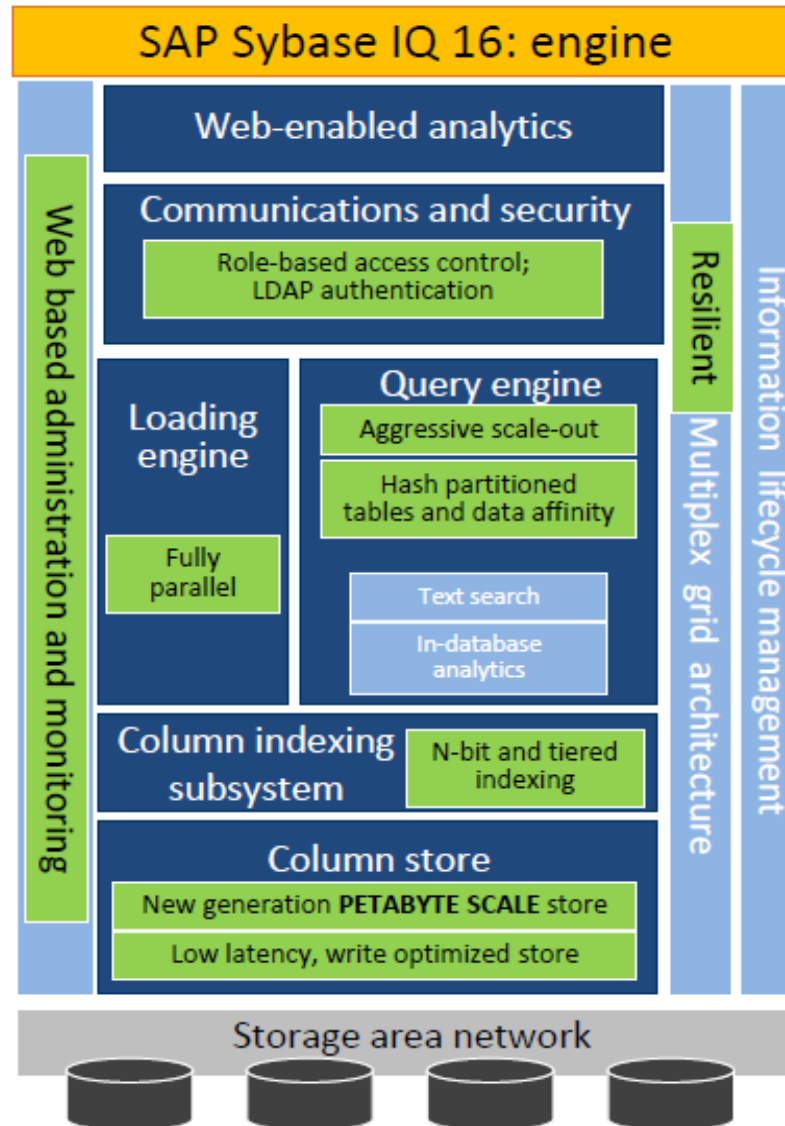 SAP Sybase IQ 16: engine
Web-enabled analytics
Communications and security
Role-based access control;
LDAP authentication
Loading
engine
Fully
parallel
Query engine
Aggressive scale-out
Hash partitioned
tables and data affinity
Text search
In-database
analytics
Column indexing
subsystem
N-bit and tiered
indexing
Column store
New generation PETABYTE SCALE store
Low latency, write optimized store
Web based administration and monitoring
Resilient Multiplex grid architecture
Information lifecycle management
Storage area network